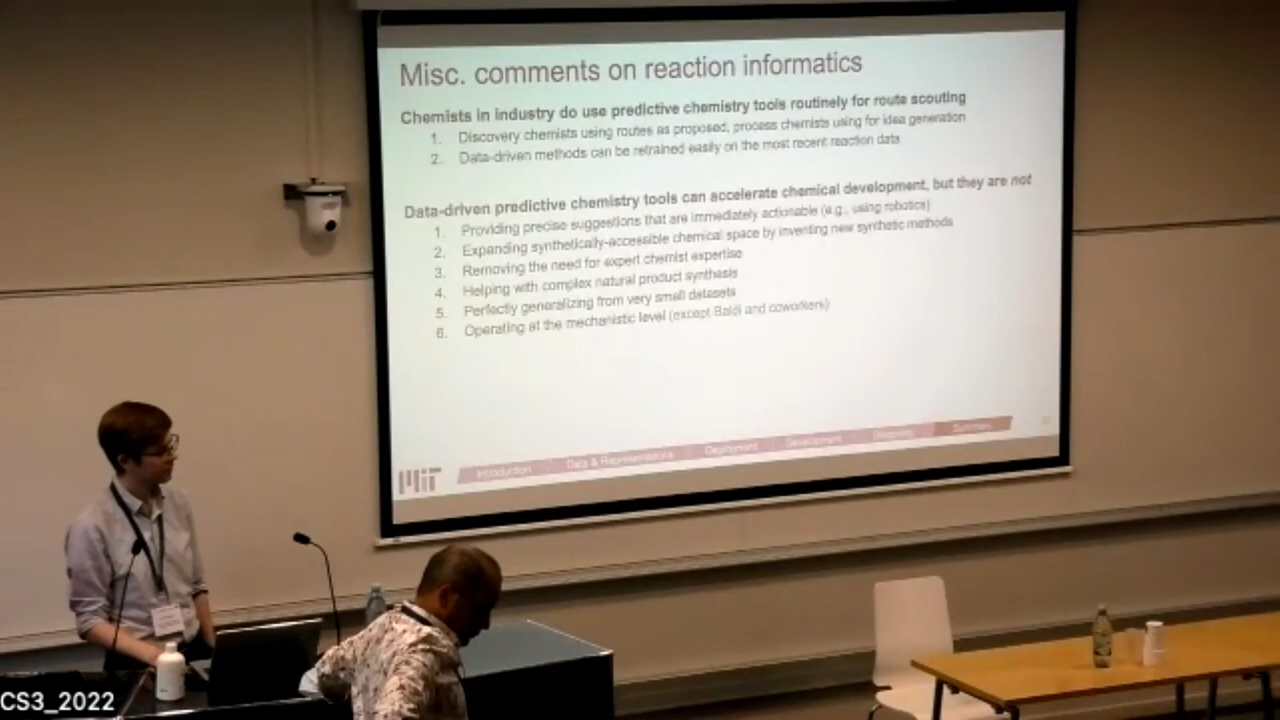 Misc. comments on reaction informatics
Chemists in industry do use predictive chemistry tools routinely for route scouting
1. Discovery chemists using routes as proposed, process chemists using for idea generation
2. Data-driven methods can be retrained easily on the most recent reaction data
Data-driven predictive chemistry tools can accelerate chemical development, but they are not
1. Providing precise suggestions that are immediately actionable (e.g., using robotics)
2. Expanding synthetically-accessible chemical space by inventing new synthetic methods
3. Removing the need for expert chemist expertise
4. Helping with complex natural product synthesis
5. Perfectly generalizing from very small datasets
6. Operating at the mechanistic level (except Baldi and coworkers)
MIT Introduction Data & Representations Deployment Development Discovery Summary
CS3_2022